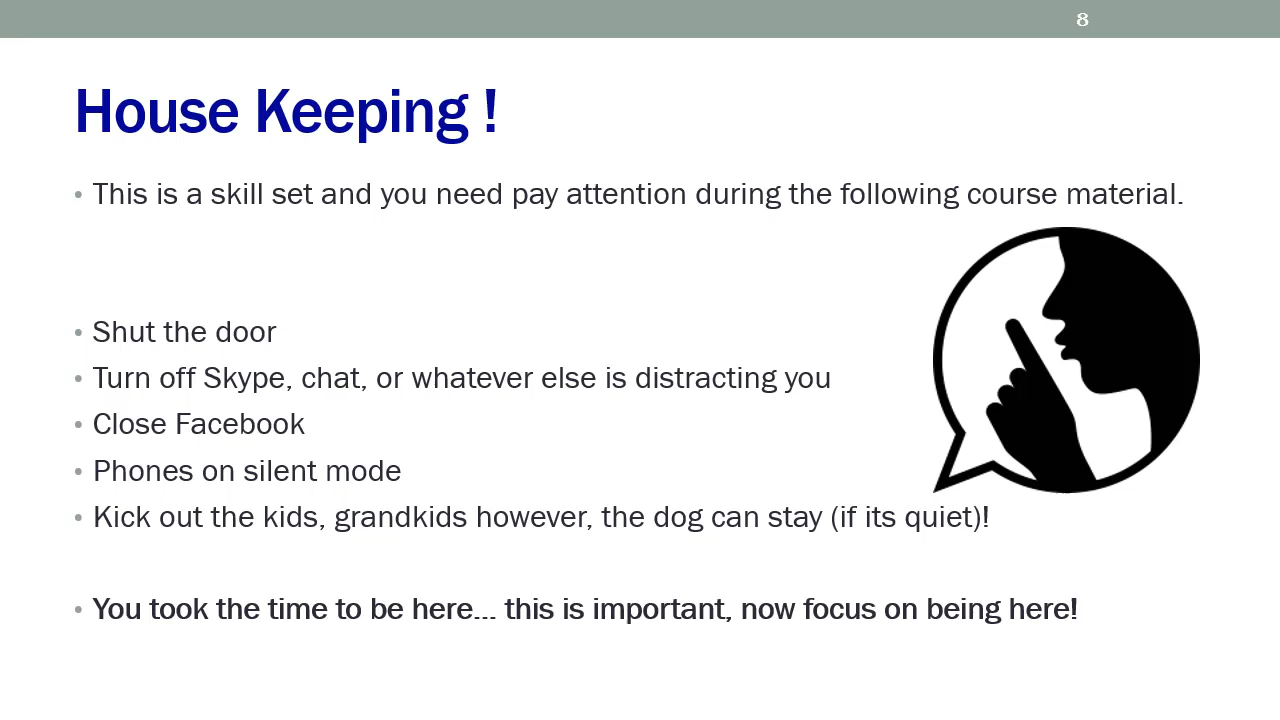 8
House Keeping !
• This is a skill set and you need pay attention during the following course material.
• Shut the door
• Turn off Skype, chat, or whatever else is distracting you
• Close Facebook
• Phones on silent mode
• Kick out the kids, grandkids however, the dog can stay (if its quiet)!
• You took the time to be here... this is important, now focus on being here!